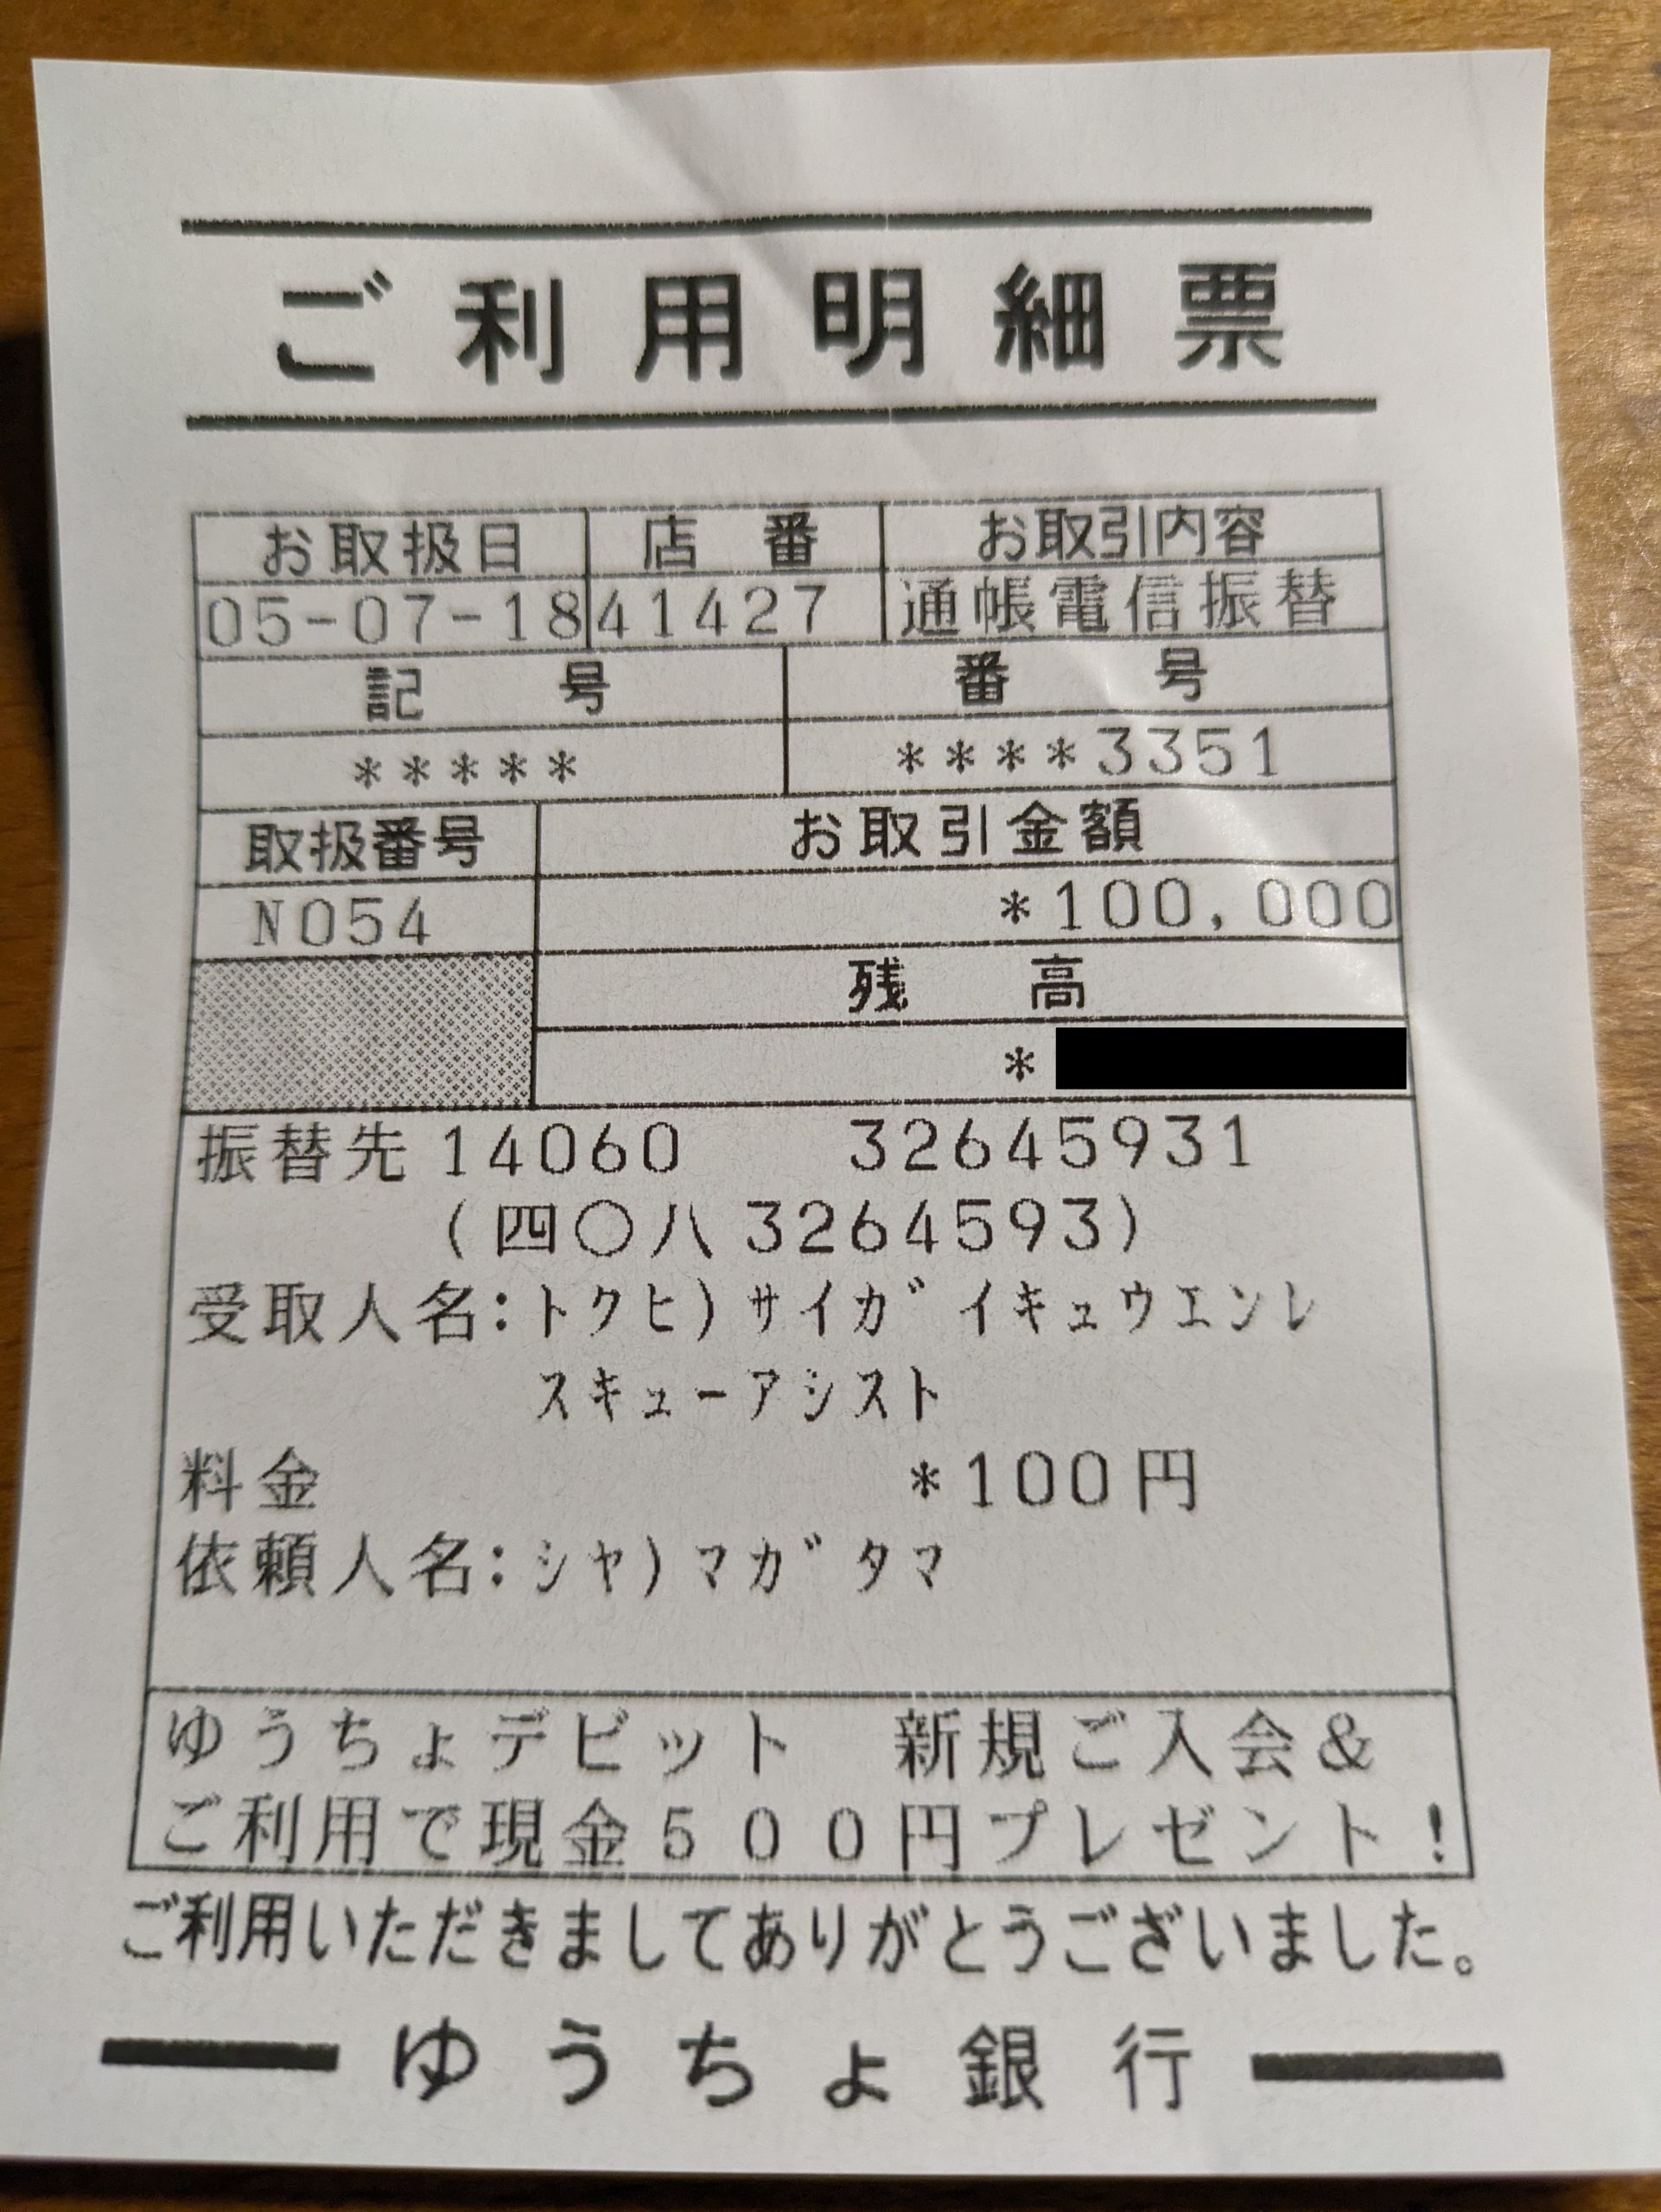 ご利用明細票
お取扱日 店番 お取引内容
05-07-18 41427 通帳電信振替
記号 番号
***** ****3351
取扱番号 お取引金額
N054 *100,000
残高
*
振替先 14060 32645931
(四〇八 3264593)
受取人名:トクヒ)サイガイキュウエンレ
スキューアシスト
料金 *100円
依頼人名:シヤ)マガタマ
ゆうちょデビット 新規ご入会&
ご利用で現金500円プレゼント!
ご利用いただきましてありがとうございました。
ゆうちょ銀行